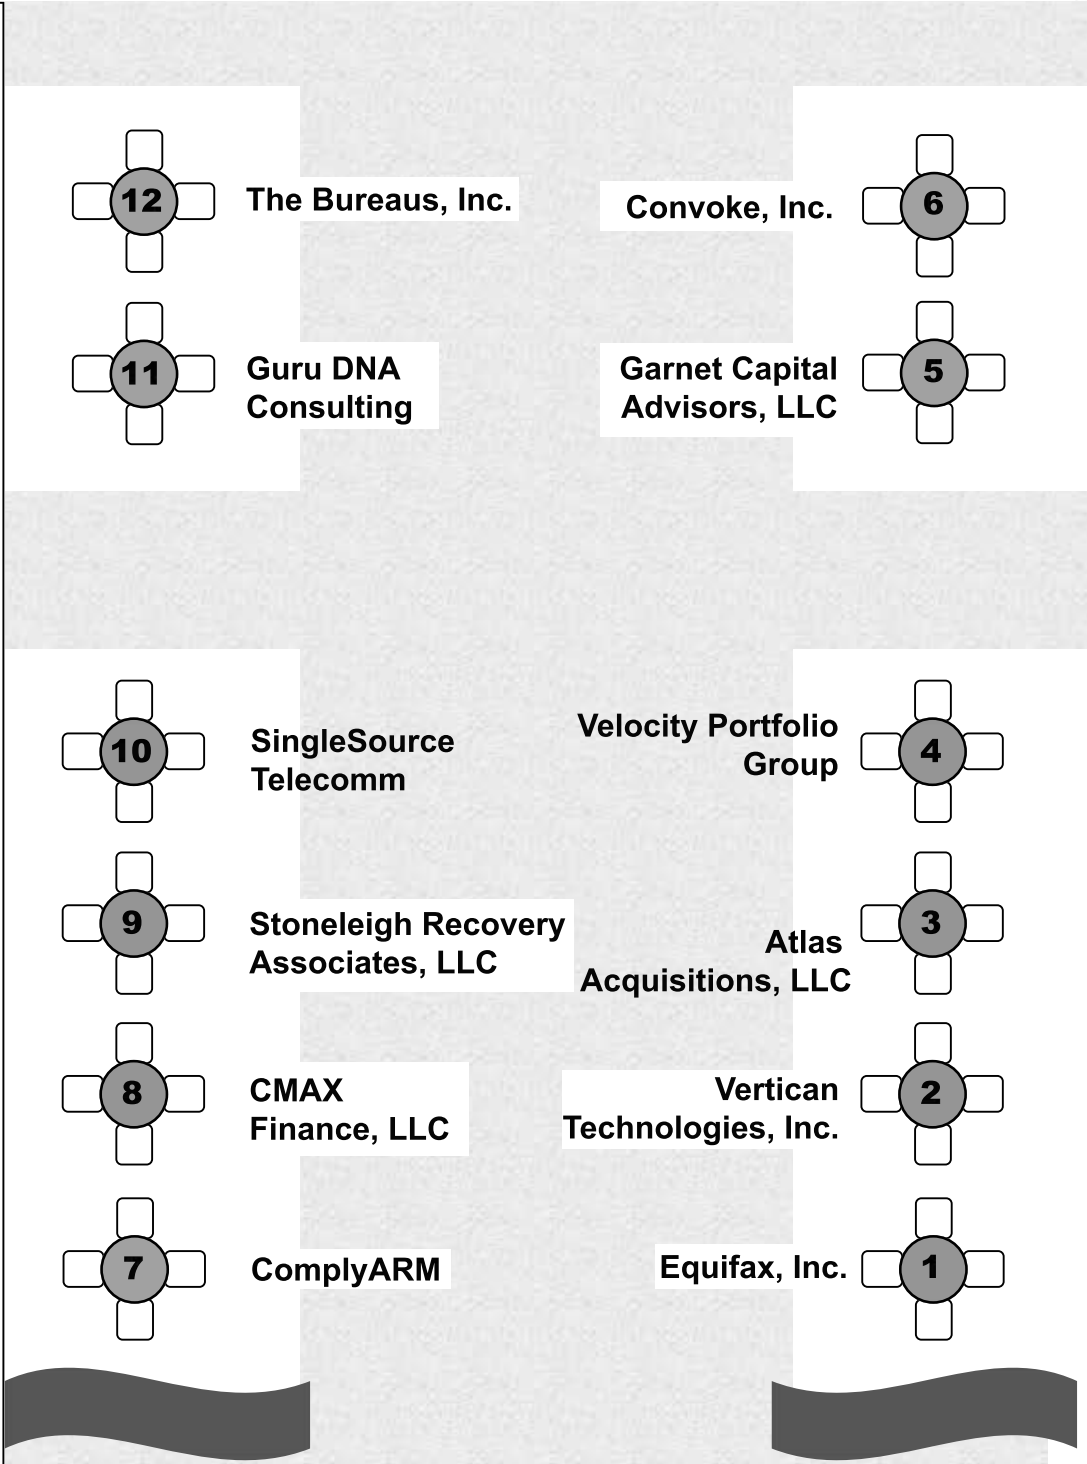 12
The Bureaus, Inc.
Convoke, Inc.
6
11
Guru DNA
Consulting
Garnet Capital
Advisors, LLC
5
10
SingleSource
Telecomm
Velocity Portfolio
Group
4
9
Stoneleigh Recovery
Associates, LLC
Atlas
Acquisitions, LLC
3
8
CMAX
Finance, LLC
Vertican
Technologies, Inc.
2
7
ComplyARM
Equifax, Inc.
1